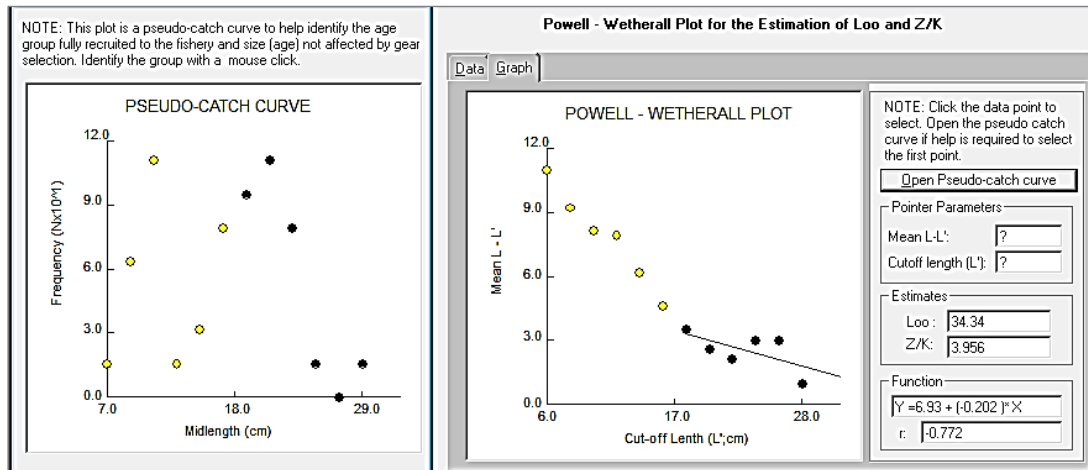 NOTE: This plot is a pseudo-catch curve to help identify the age
group fully recruited to the fishery and size (age) not affected by gear
selection. Identify the group with a mouse click.
PSEUDO-CATCH CURVE
12.0
9.0
6.0
3.0
0.0
7.0 18.0 29.0
Frequency (Nx10^1)
Midlength (cm)
Powell - Wetherall Plot for the Estimation of Loo and Z/K
Data Graph
POWELL - WETHERALL PLOT
12.0
9.0
6.0
3.0
0.0
6.0 17.0 28.0
Mean L - L'
Cut-off Lenth (L';cm)
NOTE: Click the data point to
select. Open the pseudo catch
curve if help is required to select
the first point.
Open Pseudo-catch curve
Pointer Parameters
Mean L-L': ?
Cutoff length (L'): ?
Estimates
Loo : 34.34
Z/K: 3.956
Function
Y =6.93 + (-0.202 )* X
r: -0.772